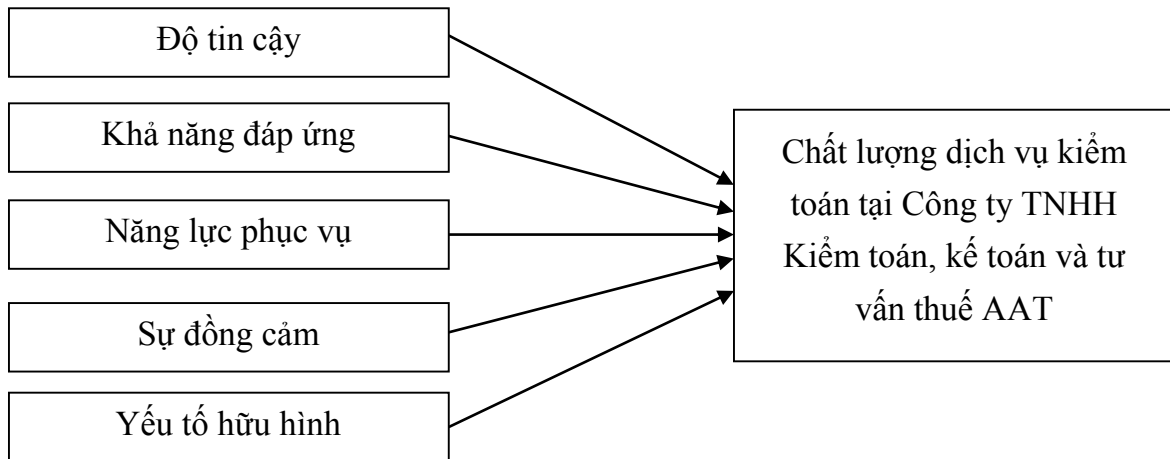 Độ tin cậy
Khả năng đáp ứng
Năng lực phục vụ
Sự đồng cảm
Yếu tố hữu hình
Chất lượng dịch vụ kiểm
toán tại Công ty TNHH
Kiểm toán, kế toán và tư
vấn thuế AAT